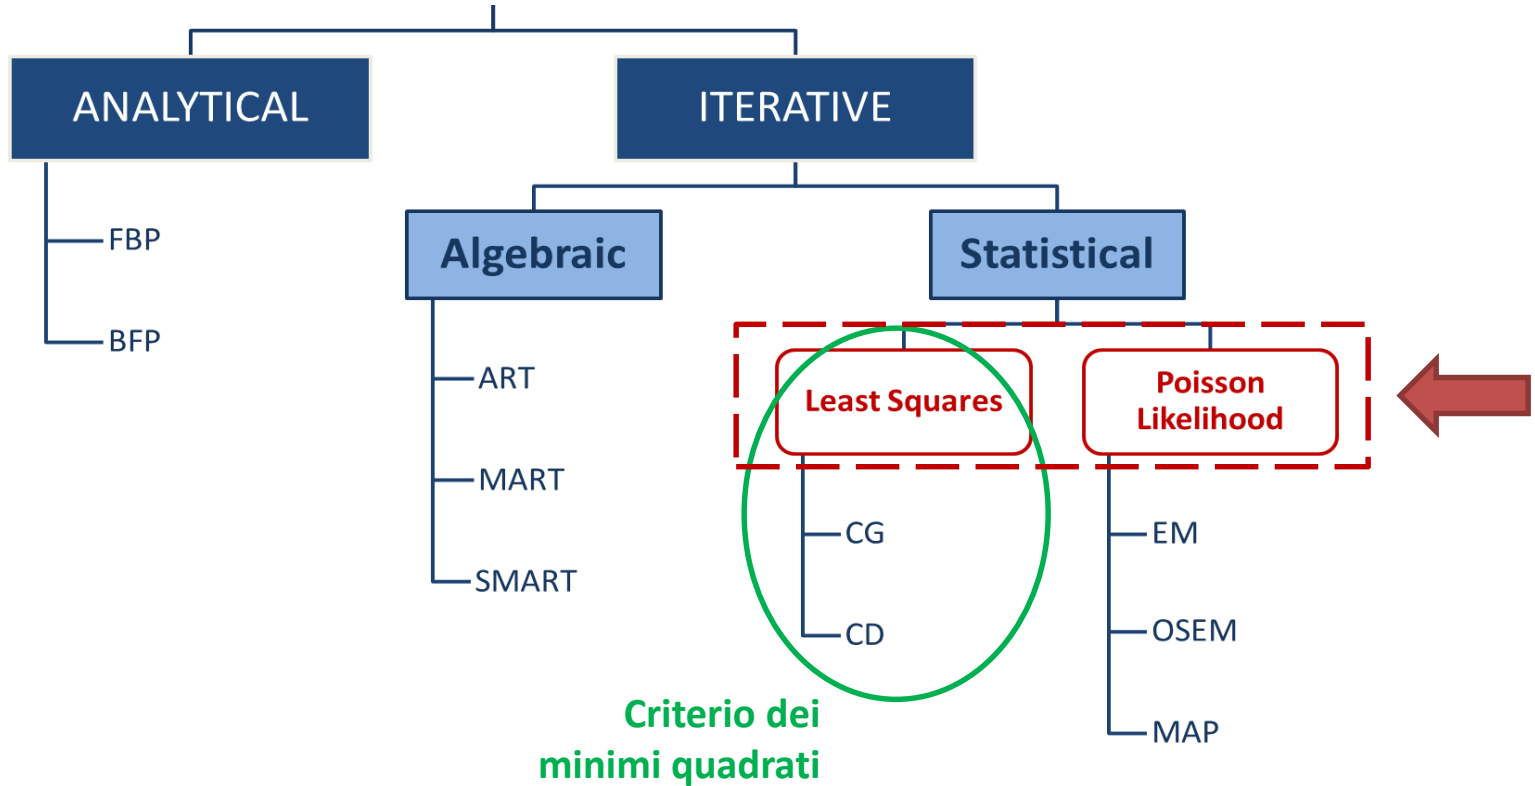 ANALYTICAL
ITERATIVE
FBP
BFP
Algebraic
Statistical
ART
MART
SMART
Least Squares
Poisson
Likelihood
CG
CD
EM
OSEM
MAP
Criterio dei
minimi quadrati